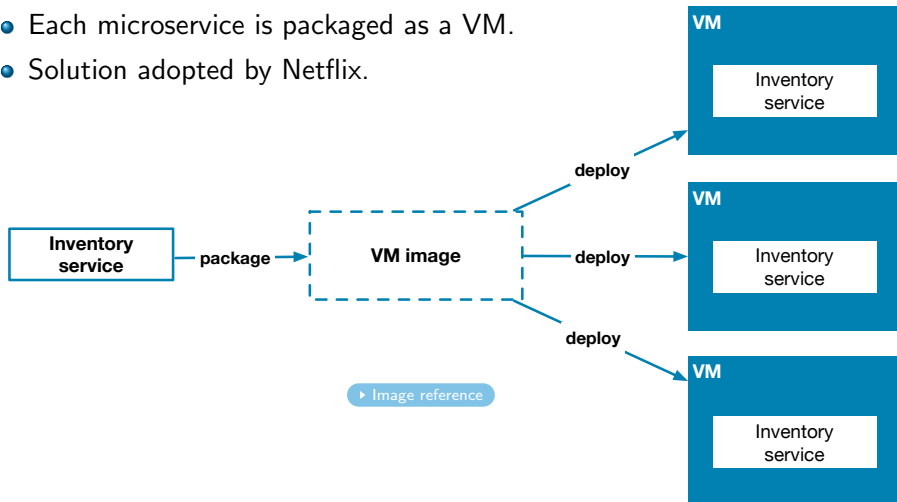 Each microservice is packaged as a VM.
Solution adopted by Netflix.
VM
Inventory
service
deploy
VM
Inventory
service
package
VM image
deploy
Inventory
service
deploy
VM
Inventory
service
Image reference